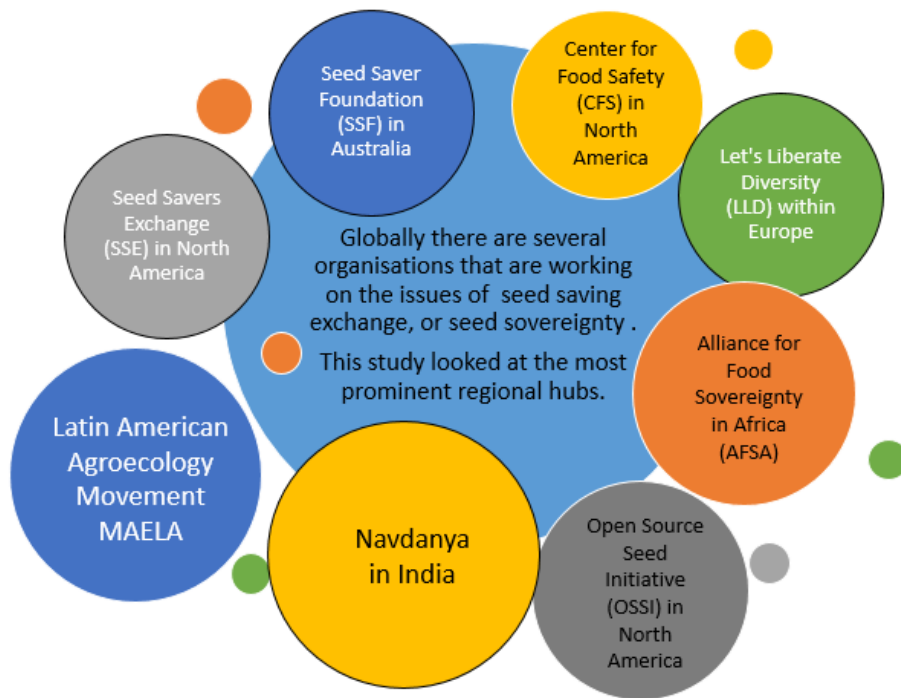 Seed Saver
Foundation
(SSF) in
Australia
Center for
Food Safety
(CFS) in
North
America
Let's Liberate
Diversity
(LLD) within
Europe
Seed Savers
Exchange
(SSE) in North
America
Globally there are several
organisations that are working
on the issues of  seed saving
exchange, or seed sovereignty .
This study looked at the most
prominent regional hubs.
Alliance for
Food
Sovereignty
in Africa
(AFSA)
Latin American
Agroecology
Movement
MAELA
Navdanya
in India
Open Source
Seed
Initiative
(OSSI) in
North
America